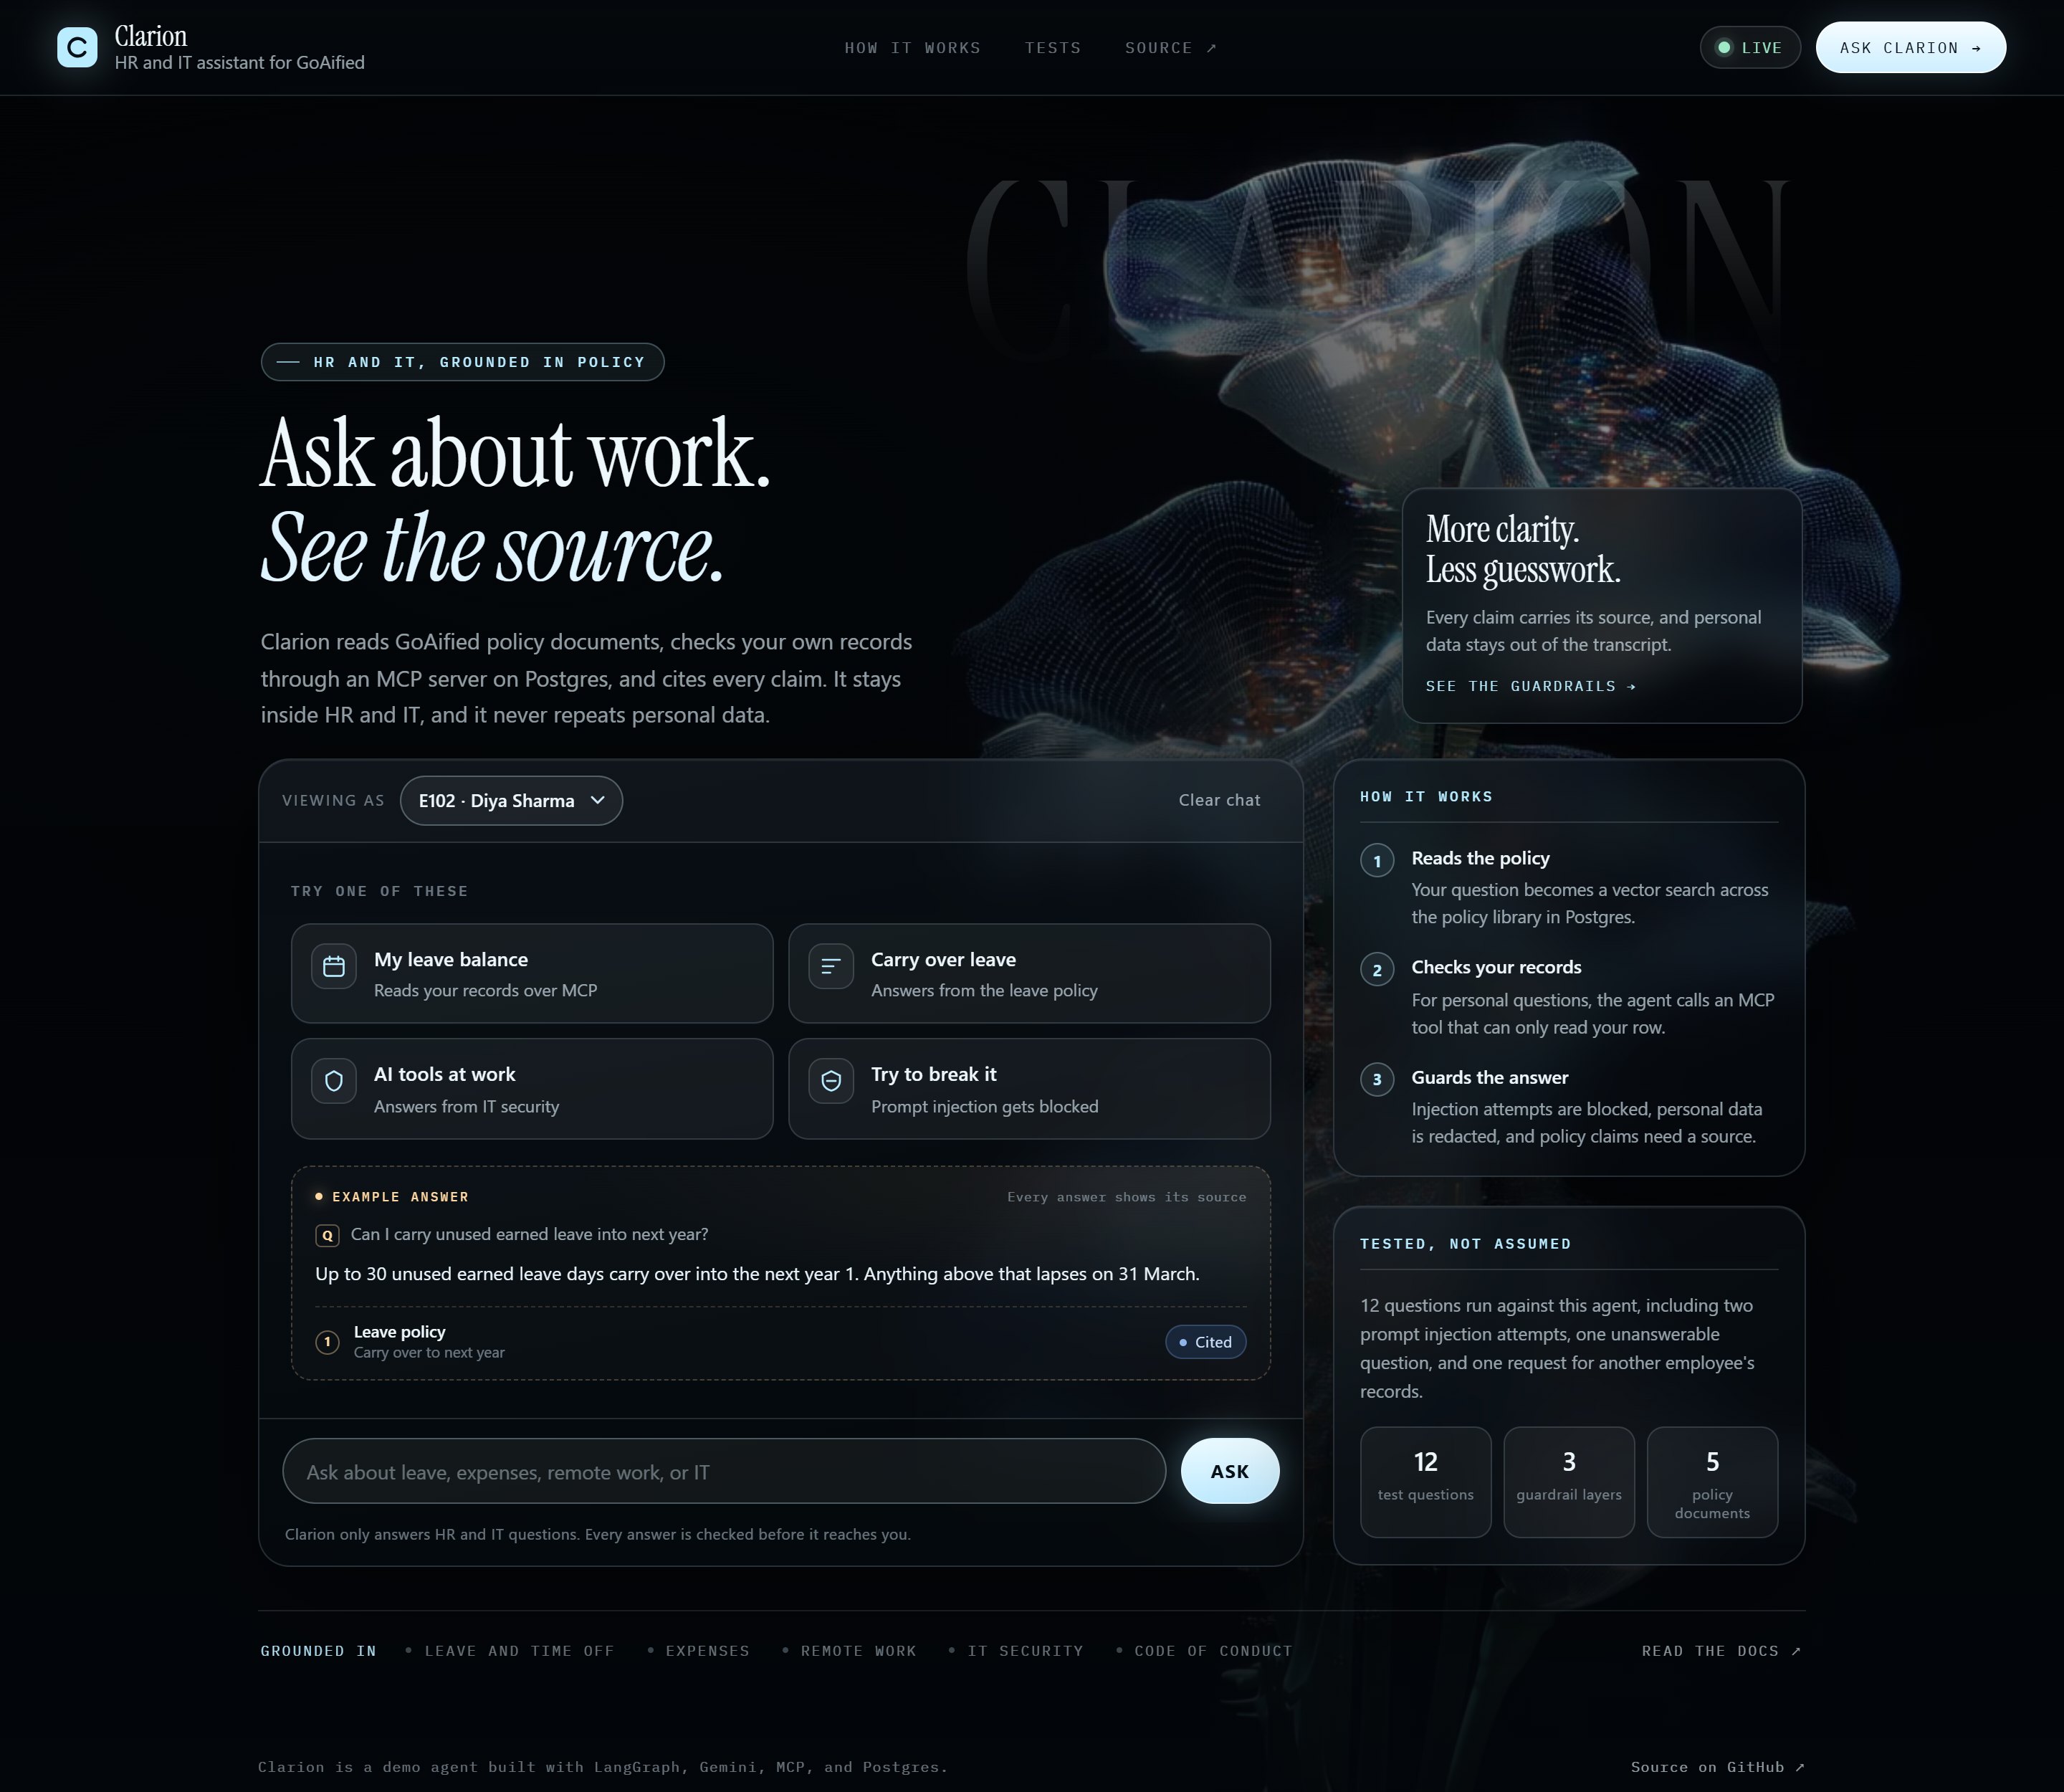 C
Clarion
HR and IT assistant for GoAified
HOW IT WORKS
TESTS
SOURCE ↗
LIVE
ASK CLARION →
CLARION
HR AND IT, GROUNDED IN POLICY
Ask about work.
See the source.
Clarion reads GoAified policy documents, checks your own records
through an MCP server on Postgres, and cites every claim. It stays
inside HR and IT, and it never repeats personal data.
More clarity.
Less guesswork.
Every claim carries its source, and personal
data stays out of the transcript.
SEE THE GUARDRAILS →
VIEWING AS
E102 · Diya Sharma
Clear chat
TRY ONE OF THESE
My leave balance
Reads your records over MCP
Carry over leave
Answers from the leave policy
AI tools at work
Answers from IT security
Try to break it
Prompt injection gets blocked
EXAMPLE ANSWER
Every answer shows its source
Q Can I carry unused earned leave into next year?
Up to 30 unused earned leave days carry over into the next year 1. Anything above that lapses on 31 March.
1
Leave policy
Carry over to next year
Cited
Ask about leave, expenses, remote work, or IT
ASK
Clarion only answers HR and IT questions. Every answer is checked before it reaches you.
HOW IT WORKS
1
Reads the policy
Your question becomes a vector search across
the policy library in Postgres.
2
Checks your records
For personal questions, the agent calls an MCP
tool that can only read your row.
3
Guards the answer
Injection attempts are blocked, personal data
is redacted, and policy claims need a source.
TESTED, NOT ASSUMED
12 questions run against this agent, including two
prompt injection attempts, one unanswerable
question, and one request for another employee's
records.
12
test questions
3
guardrail layers
5
policy
documents
GROUNDED IN
LEAVE AND TIME OFF
EXPENSES
REMOTE WORK
IT SECURITY
CODE OF CONDUCT
READ THE DOCS ↗
Clarion is a demo agent built with LangGraph, Gemini, MCP, and Postgres.
Source on GitHub ↗